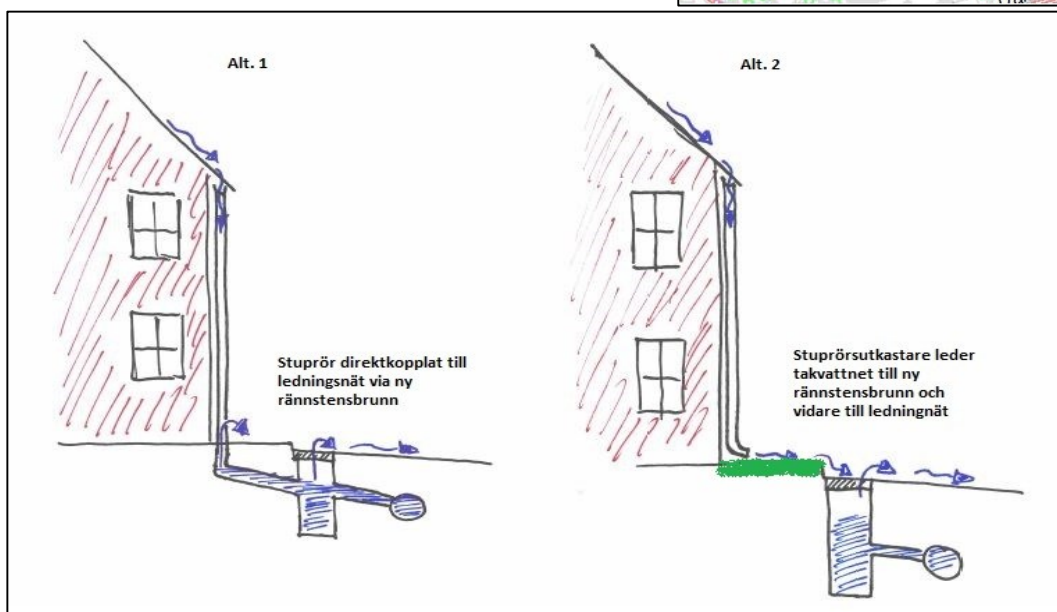 Alt. 1
Stuprör direktkopplat till
ledningsnät via ny
rännstensbrunn
Alt. 2
Stuprörsutkastare leder
takvattnet till ny
rännstensbrunn och
vidare till ledningnät